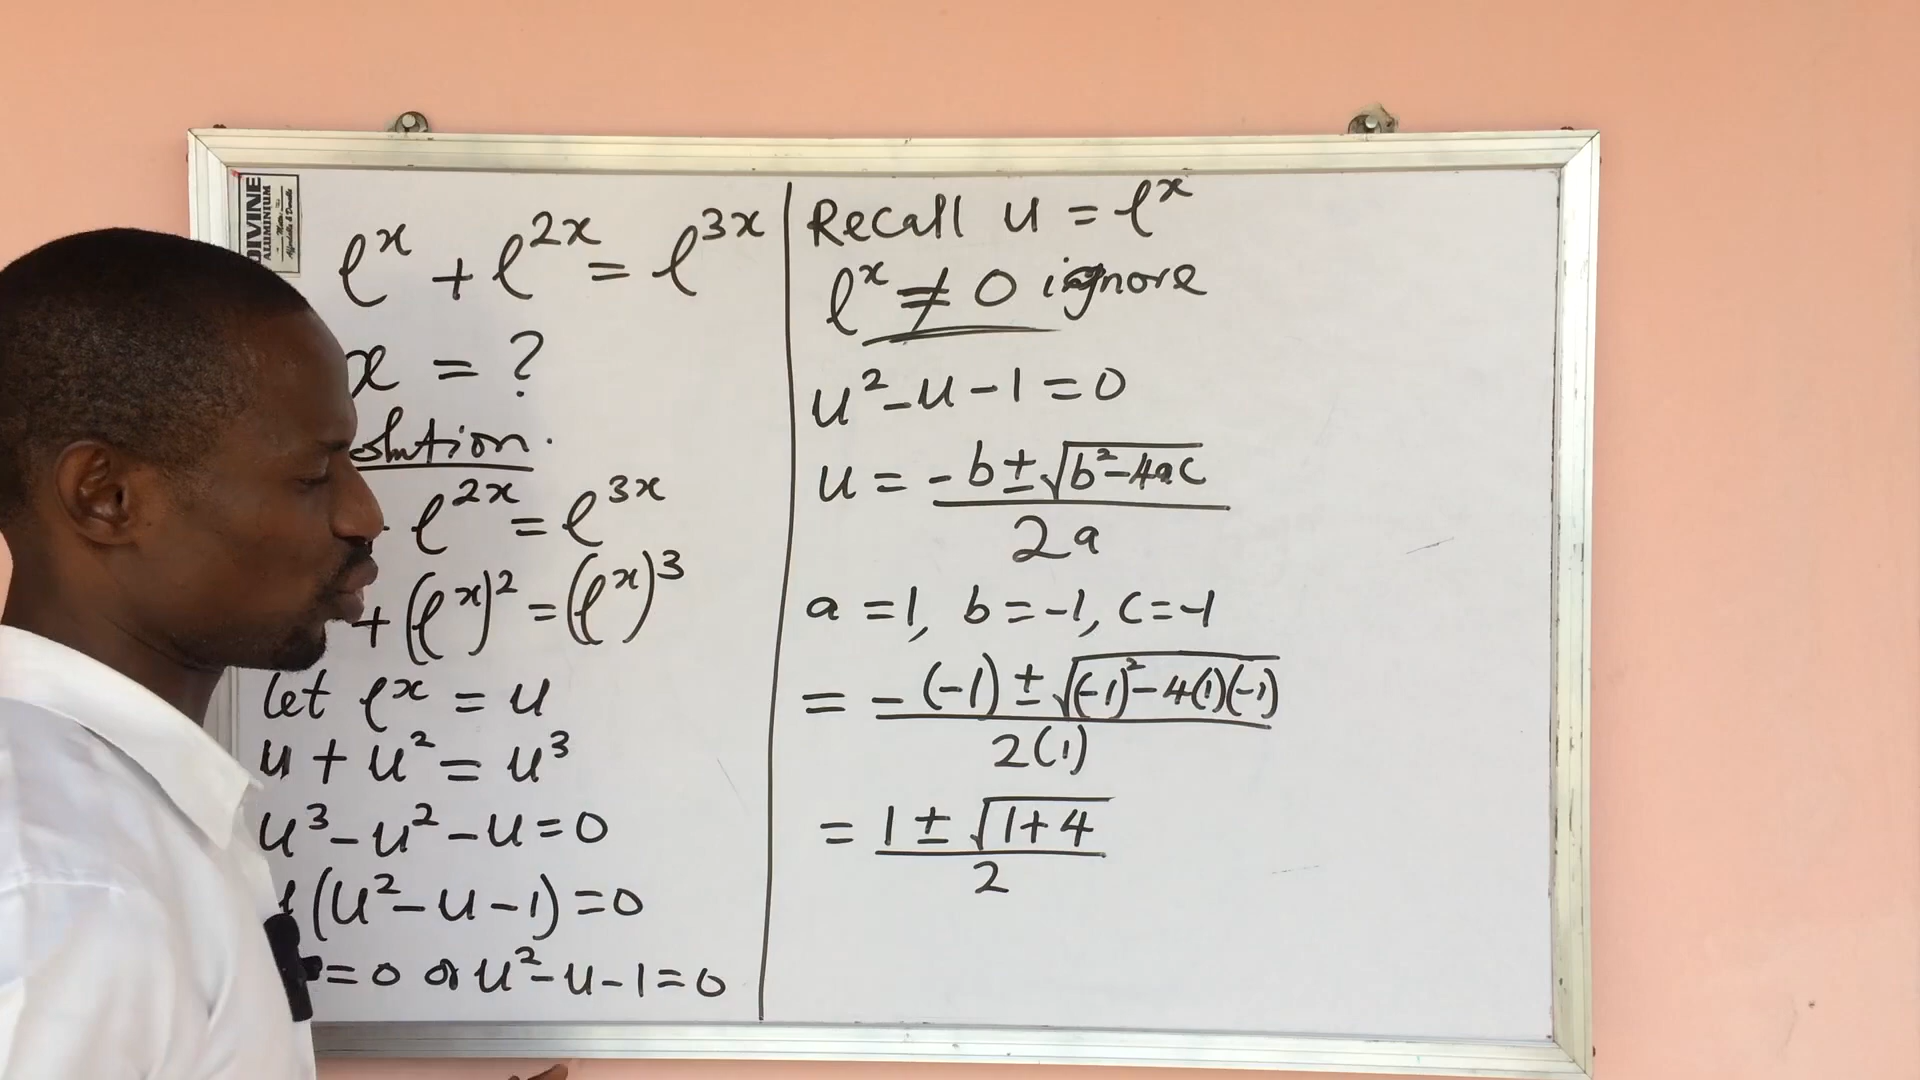 DIVINE
ALUMINIUM
e^x + e^2x = e^3x
x = ?
olution.
e^2x = e^3x
+ (e^x)^2 = (e^x)^3
let e^x = u
u + u^2 = u^3
u^3 - u^2 - u = 0
(u^2 - u - 1) = 0
= 0 or u^2 - u - 1 = 0
Recall u = e^x
e^x ≠ 0 ignore
u^2 - u - 1 = 0
u = -b ± √(b^2 - 4ac)
2a
a = 1, b = -1, c = -1
= -(-1) ± √((-1)^2 - 4(1)(-1))
2(1)
= 1 ± √(1+4)
2